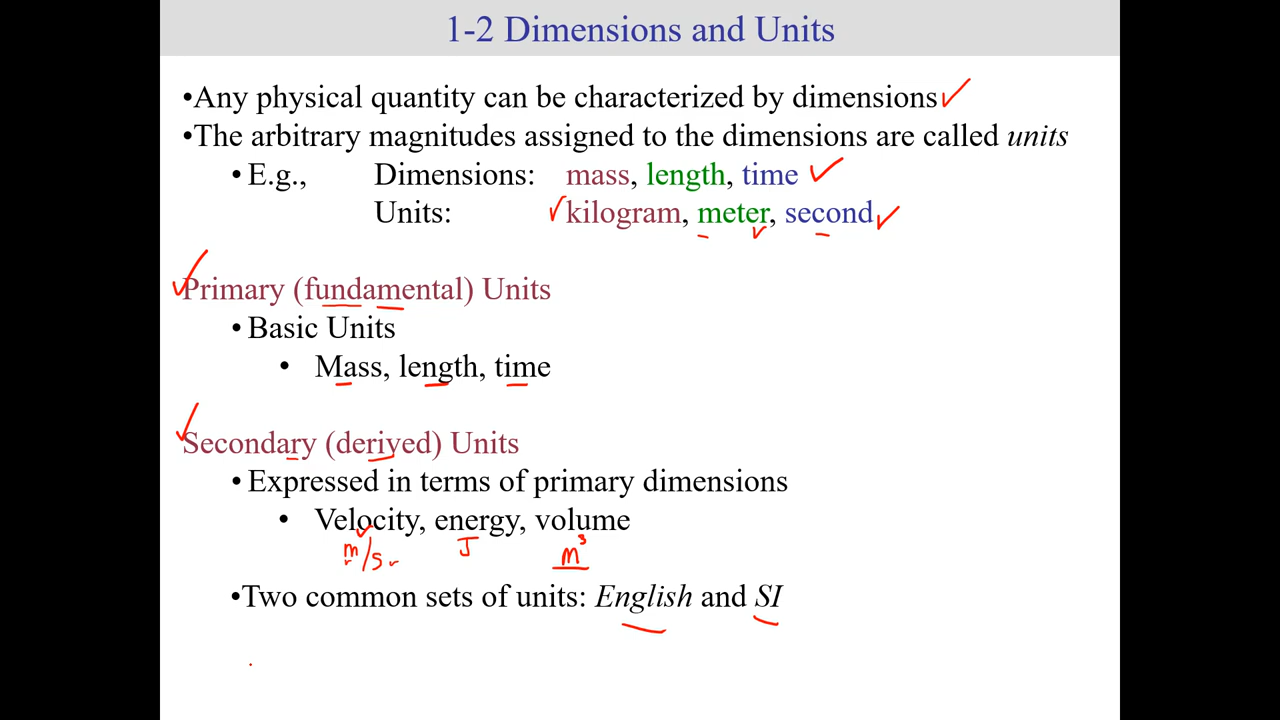 1-2 Dimensions and Units
•Any physical quantity can be characterized by dimensions
•The arbitrary magnitudes assigned to the dimensions are called units
• E.g., Dimensions: mass, length, time
Units: kilogram, meter, second
Primary (fundamental) Units
• Basic Units
• Mass, length, time
Secondary (derived) Units
• Expressed in terms of primary dimensions
• Velocity, energy, volume
m/s J m³
•Two common sets of units: English and SI